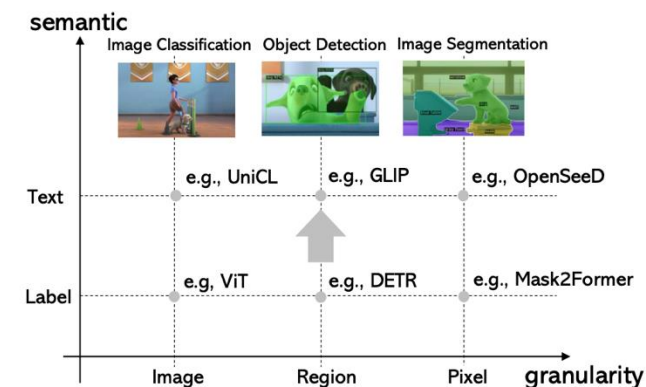 semantic
Image Classification Object Detection Image Segmentation
e.g., UniCL e.g., GLIP e.g., OpenSeeD
Text
e.g, ViT e.g., DETR e.g., Mask2Former
Label
Image Region Pixel granularity